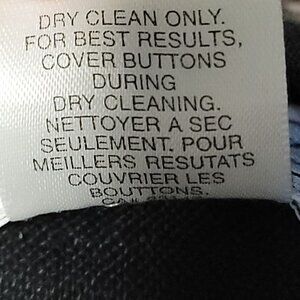 DRY CLEAN ONLY.
FOR BEST RESULTS,
COVER BUTTONS
DURING
DRY CLEANING.
NETTOYER A SEC
SEULEMENT. POUR
MEILLERS RESUTATS
COUVRIER LES
BOUTTONS.